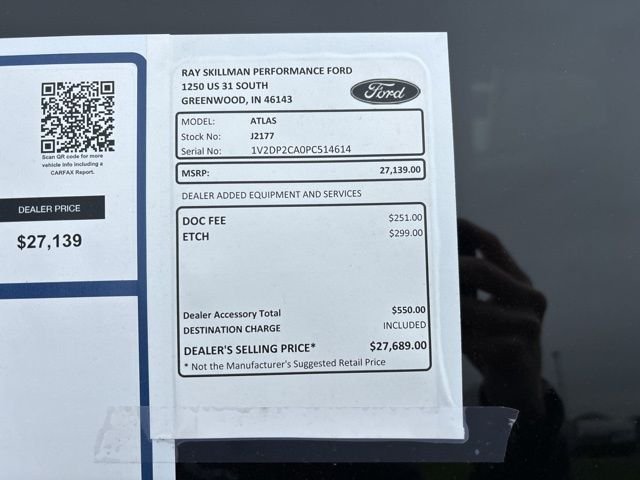 Scan QR code for more
vehicle info including a
CARFAX Report.
DEALER PRICE
$27,139
RAY SKILLMAN PERFORMANCE FORD
1250 US 31 SOUTH
GREENWOOD, IN 46143
Ford
MODEL: ATLAS
Stock No: J2177
Serial No: 1V2DP2CA0PC514614
MSRP: 27,139.00
DEALER ADDED EQUIPMENT AND SERVICES
DOC FEE $251.00
ETCH $299.00
Dealer Accessory Total $550.00
DESTINATION CHARGE INCLUDED
DEALER'S SELLING PRICE* $27,689.00
* Not the Manufacturer's Suggested Retail Price